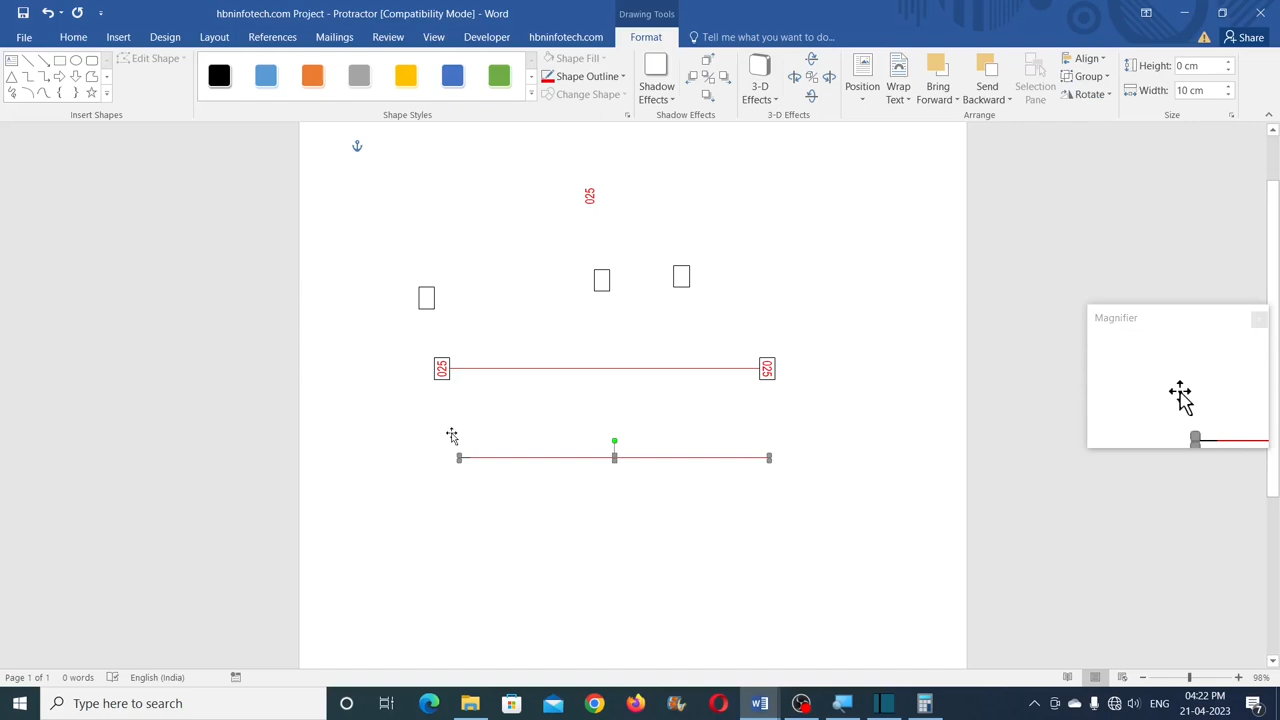 hbninfotech.com Project - Protractor [Compatibility Mode] - Word
Drawing Tools
File Home Insert Design Layout References Mailings Review View Developer hbninfotech.com Format Tell me what you want to do... Share
Edit Shape
Shape Fill
Shape Outline
Change Shape
Shadow Effects
3-D Effects
Position
Wrap Text
Bring Forward
Send Backward
Selection Pane
Align
Group
Rotate
Height: 0 cm
Width: 10 cm
Insert Shapes Shape Styles Shadow Effects 3-D Effects Arrange Size
025
Magnifier
025 025
Page 1 of 1 0 words English (India) 98%
Type here to search
ENG
04:22 PM
21-04-2023
7